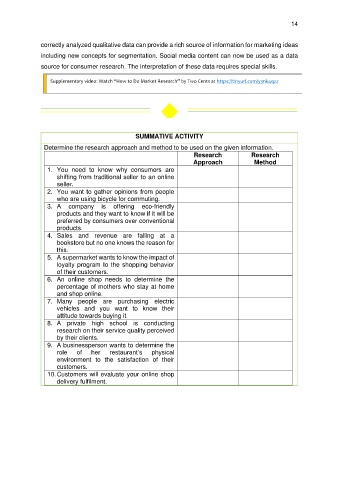 14
correctly analyzed qualitative data can provide a rich source of information for marketing ideas
including new concepts for segmentation. Social media content can now be used as a data
source for consumer research. The interpretation of these data requires special skills.
Supplementary video: Watch "How to Do Market Research" by Two Cents at
SUMMATIVE ACTIVITY
Determine the research approach and method to be used on the given information.
Research Approach
Research Method
1. You need to know why consumers are
shifting from traditional seller to an online
seller.
2. You want to gather opinions from people
who are using bicycle for commuting.
3. A company is offering eco-friendly
products and they want to know if it will be
preferred by consumers over conventional
products.
4. Sales and revenue are falling at a
bookstore but no one knows the reason for
this.
5. A supermarket wants to know the impact of
loyalty program to the shopping behavior
of their customers.
6. An online shop needs to determine the
percentage of mothers who stay at home
and shop online.
7. Many people are purchasing electric
vehicles and you want to know their
attitude towards buying it.
8. A private high school is conducting
research on their service quality perceived
by their clients.
9. A businessperson wants to determine the
role of her restaurant's physical
environment to the satisfaction of their
customers.
10. Customers will evaluate your online shop
delivery fulfilment.